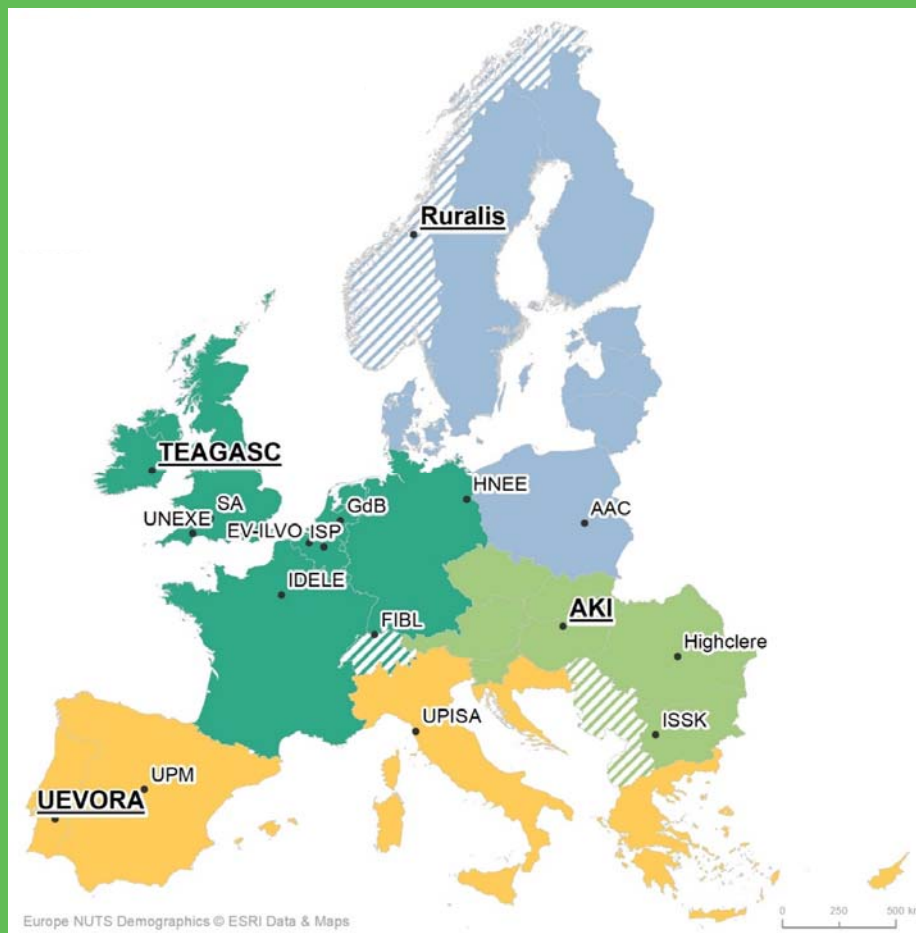 Ruralis
TEAGASC
HNEE
SA
GdB
AAC
UNEXE
EV-ILVO ISP
IDELE
AKI
FIBL
Highclere
UPISA
ISSK
UPM
UEVORA
Europe NUTS Demographics © ESRI Data & Maps
0 250 500